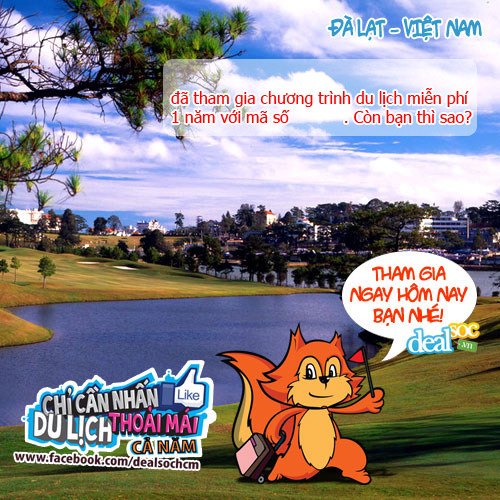 ĐÀ LẠT - VIỆT NAM
đã tham gia chương trình du lịch miễn phí
1 năm với mã số . Còn bạn thì sao?
THAM GIA
NGAY HÔM NAY
BẠN NHÉ!
dealsoc.vn
CHỈ CẦN NHẤN Like
DU LỊCH THOẢI MÁI
CẢ NĂM
www.facebook.com/dealsochcm